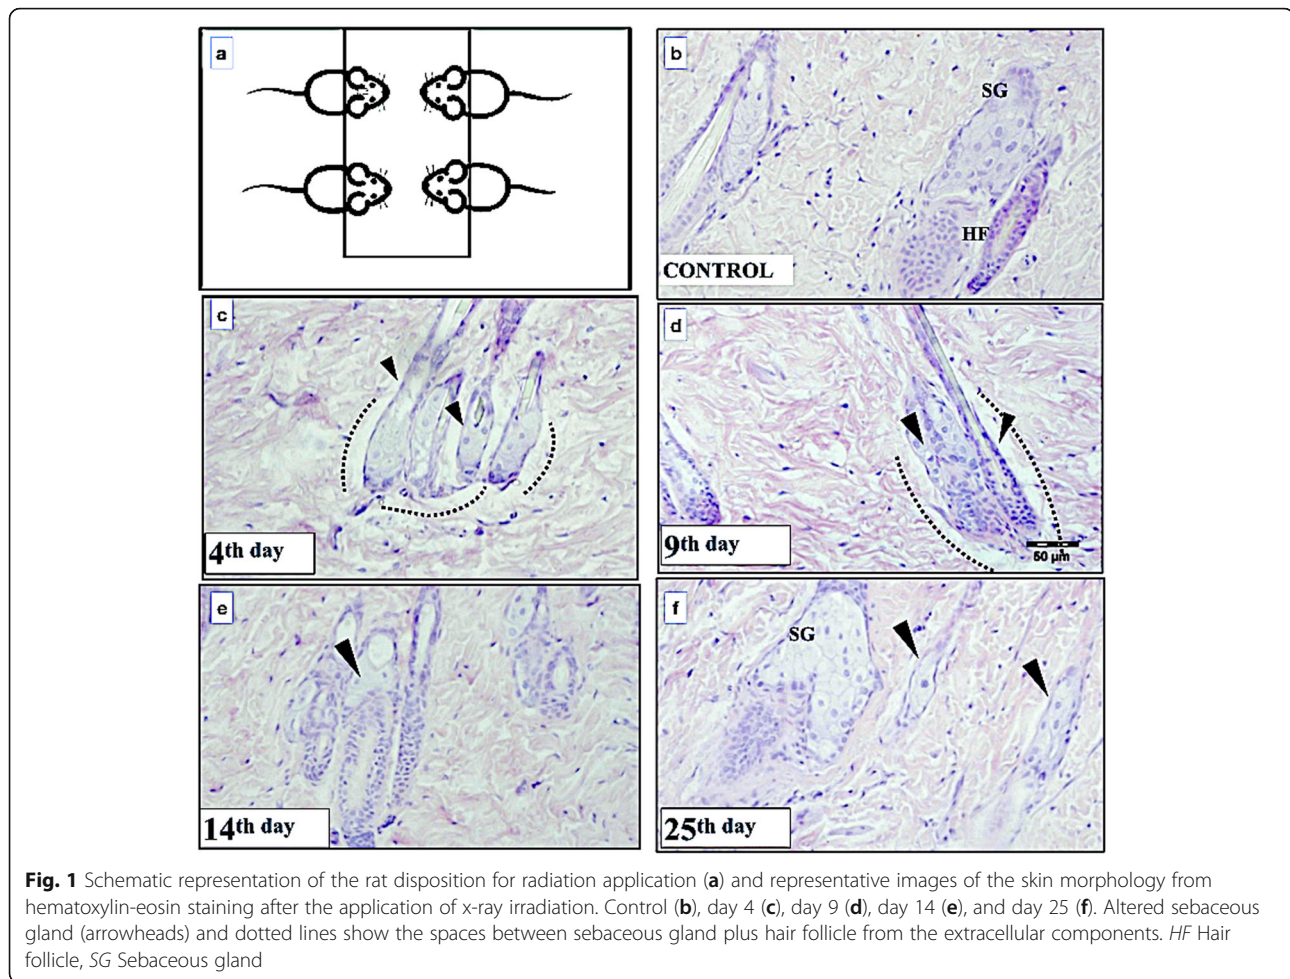 a
b
SG
HF
CONTROL
c
4th day
d
50 µm
9th day
e
14th day
f
SG
25th day
Fig. 1 Schematic representation of the rat disposition for radiation application (a) and representative images of the skin morphology from
hematoxylin-eosin staining after the application of x-ray irradiation. Control (b), day 4 (c), day 9 (d), day 14 (e), and day 25 (f). Altered sebaceous
gland (arrowheads) and dotted lines show the spaces between sebaceous gland plus hair follicle from the extracellular components. HF Hair
follicle, SG Sebaceous gland